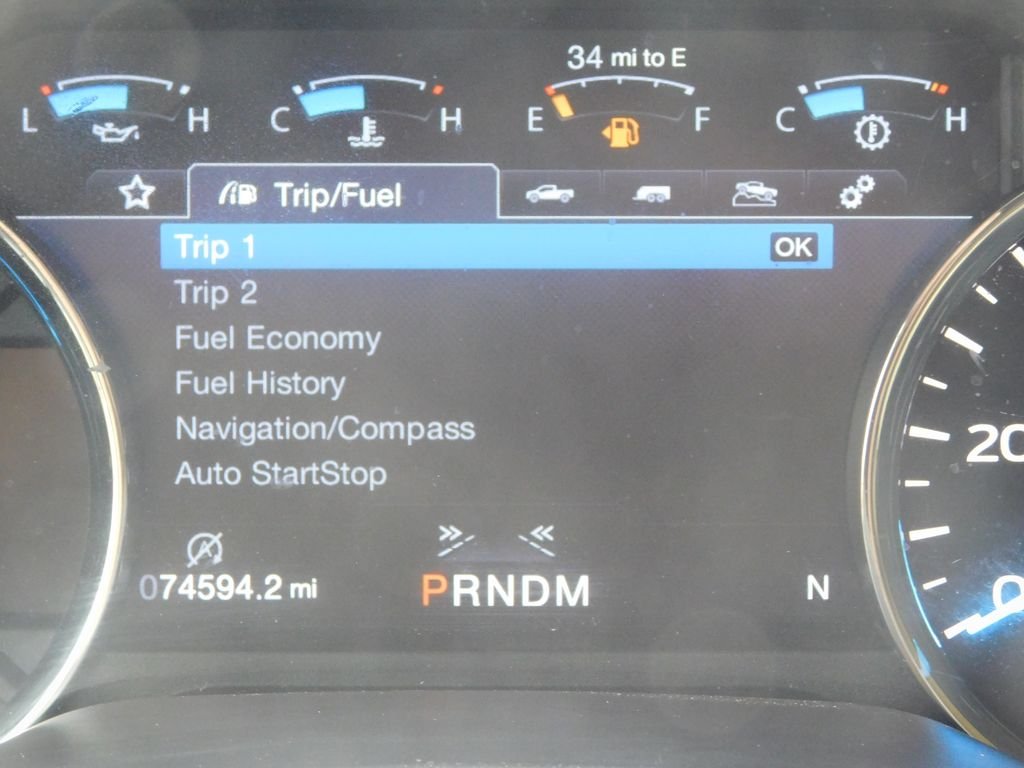 34 mi to E
L H C H E F C H
Trip/Fuel
Trip 1 OK
Trip 2
Fuel Economy
Fuel History
Navigation/Compass
Auto StartStop
20
074594.2 mi PRNDM N
0